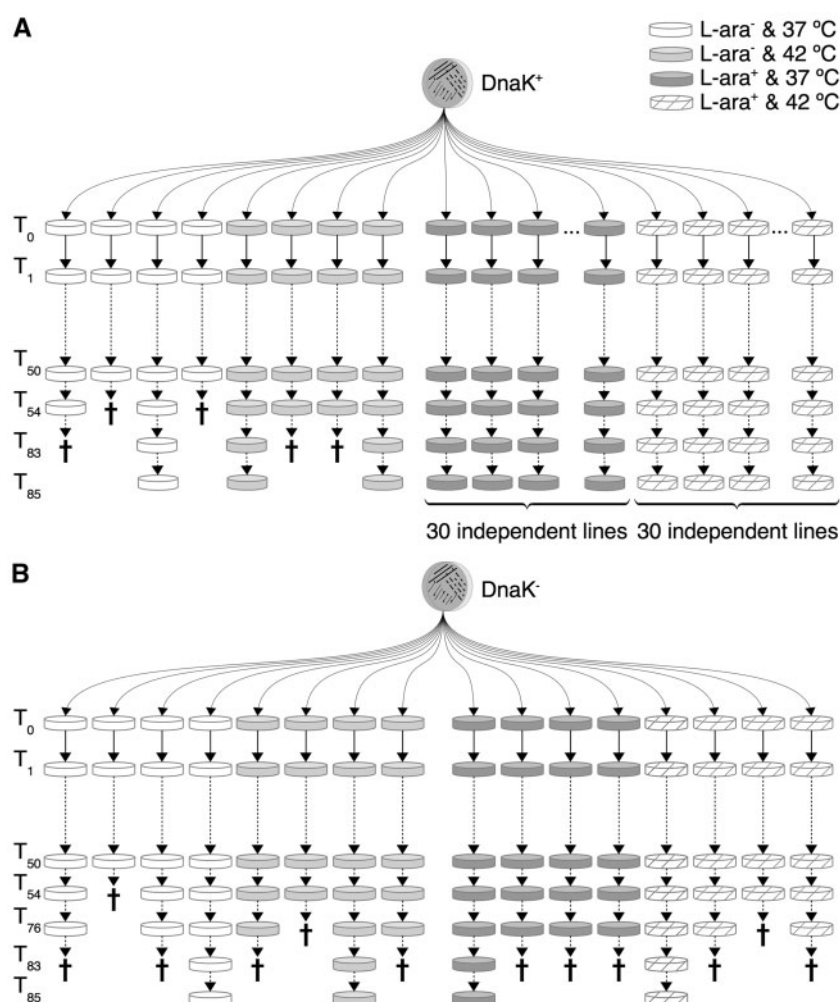 A
L-ara⁻ & 37 ºC
L-ara⁻ & 42 ºC
L-ara⁺ & 37 ºC
L-ara⁺ & 42 ºC
DnaK⁺
T₀
... ...
T₁
T₅₀
T₅₄
T₈₃
T₈₅
30 independent lines 30 independent lines
B
DnaK⁻
T₀
T₁
T₅₀
T₅₄
T₇₆
T₈₃
T₈₅